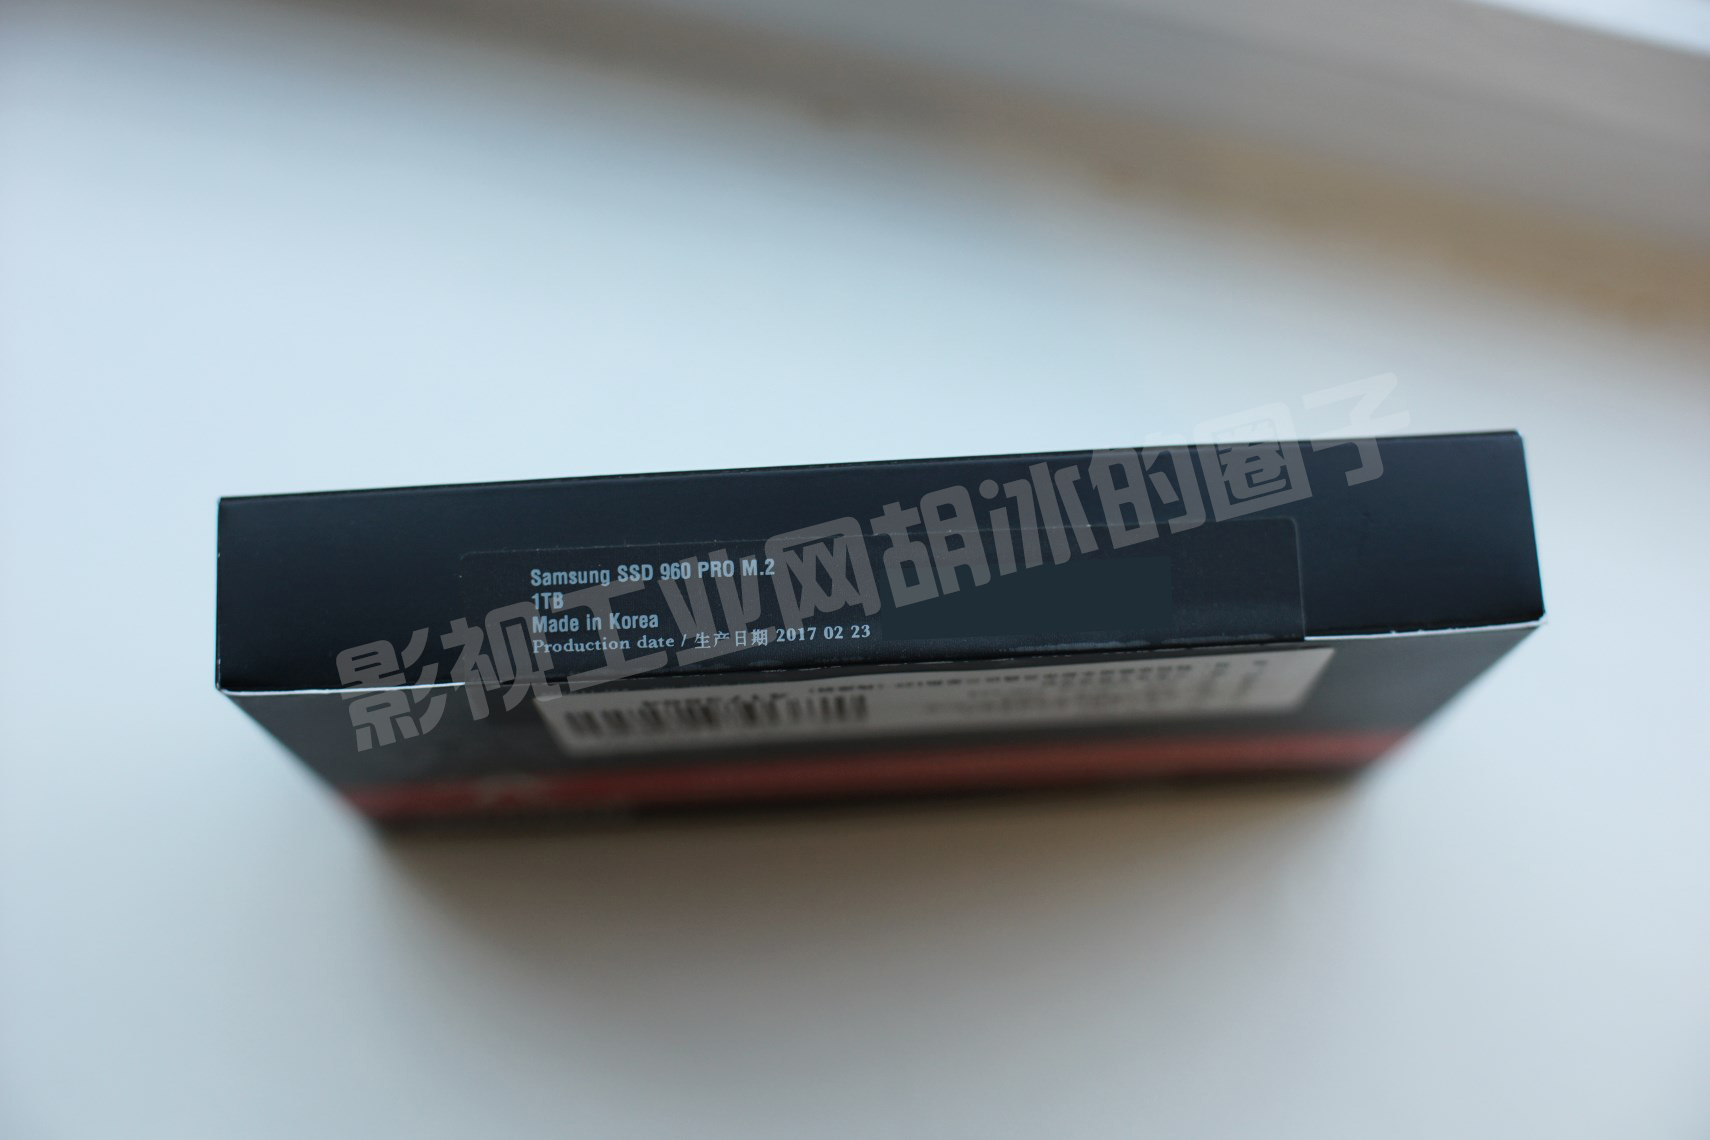 Samsung SSD 960 PRO M.2
1TB
Made in Korea
Production date / 生产日期 2017 02 23
影视工业网胡冰的圈子